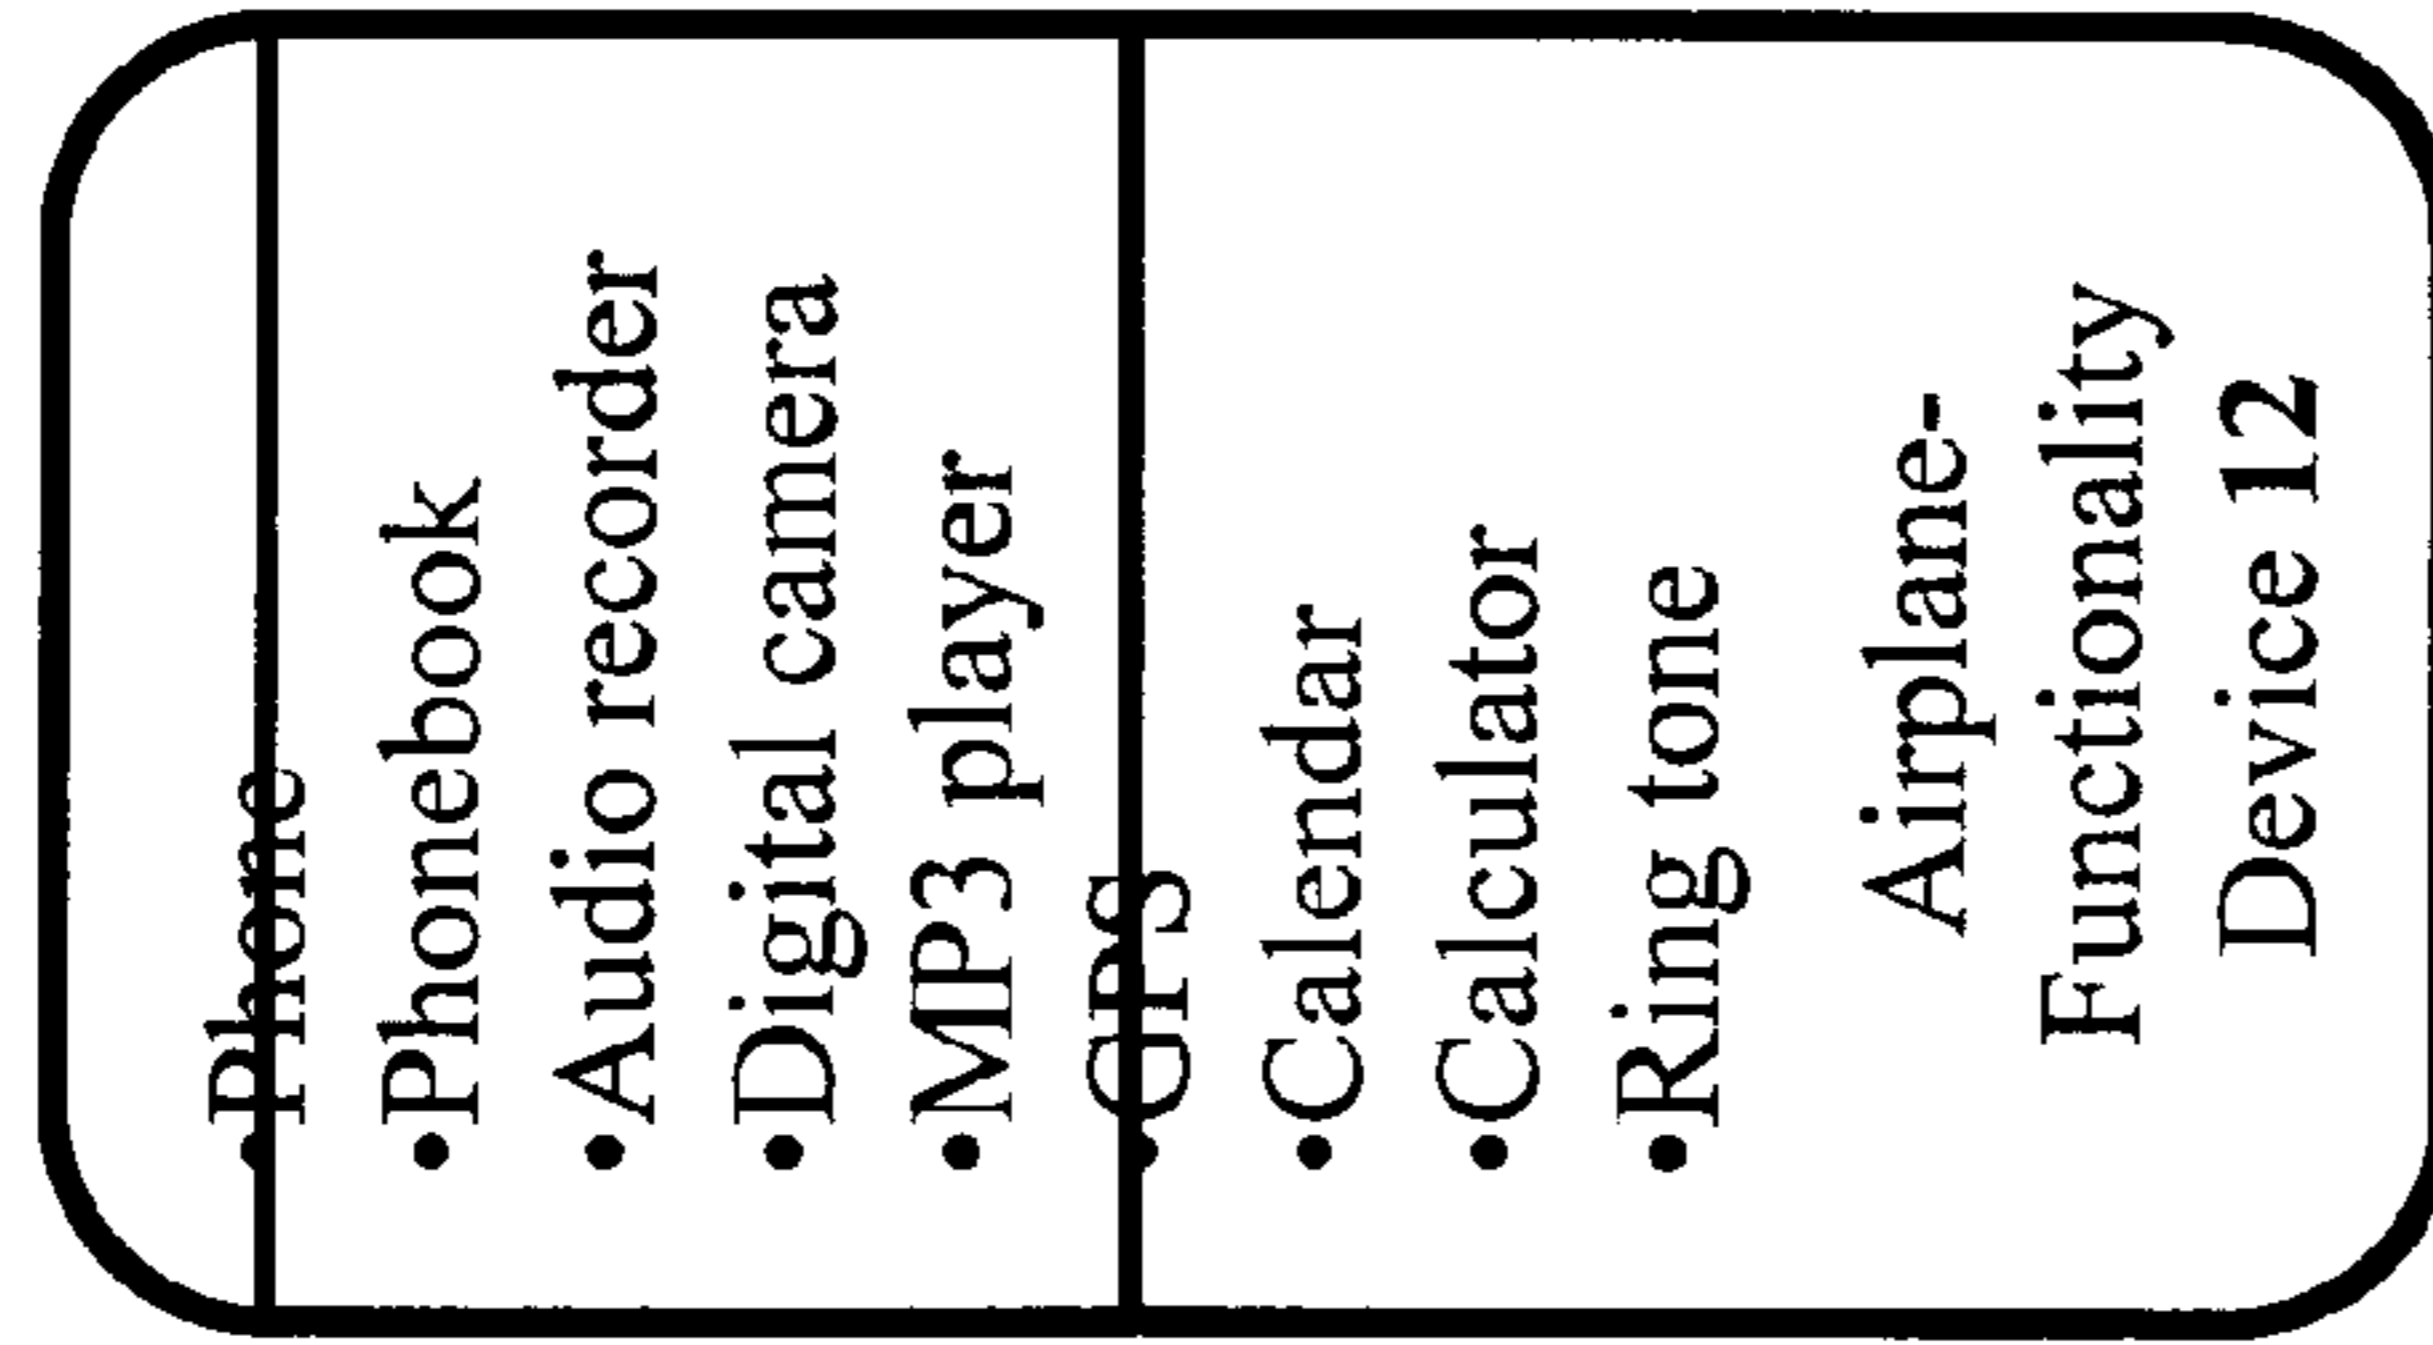 •Phone
•Phonebook
•Audio recorder
•Digital camera
•MP3 player
•GPS
•Calendar
•Calculator
•Ring tone
Airplane-
Functionality
Device 12